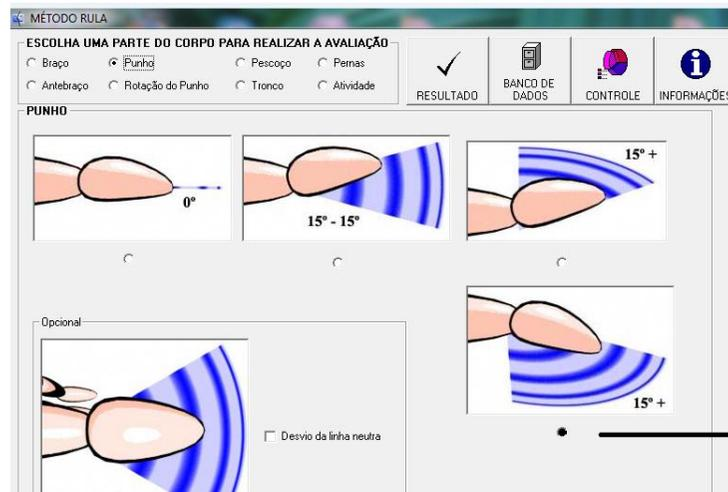 MÉTODO RULA
ESCOLHA UMA PARTE DO CORPO PARA REALIZAR A AVALIAÇÃO
Braço Punho Pescoço Pernas
Antebraço Rotação do Punho Tronco Atividade
RESULTADO
BANCO DE
DADOS
CONTROLE
INFORMAÇÕES
PUNHO
0º
15º - 15º
15º +
Opcional
Desvio da linha neutra
15º +